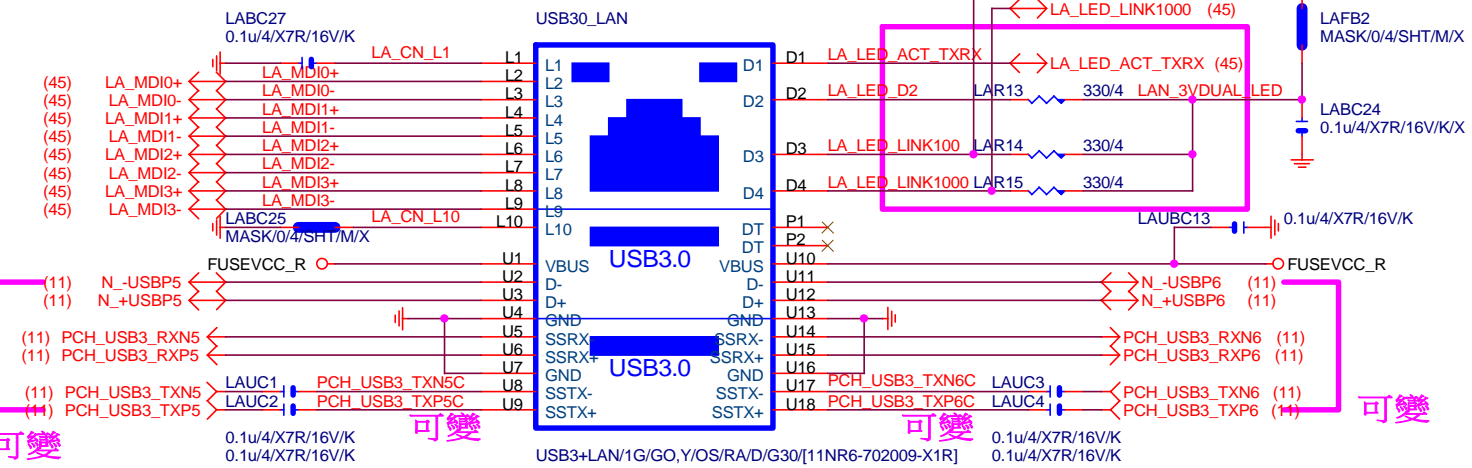 LABC27
0.1u/4/X7R/16V/K
USB30_LAN
LA_LED_LINK1000 (45)
LAFB2
MASK/0/4/SHT/M/X
LA_CN_L1 L1 L1
D1 D1 LA_LED_ACT_TXRX
LA_LED_ACT_TXRX (45)
(45) LA_MDI0+ LA_MDI0+ L2 L2
(45) LA_MDI0- LA_MDI0- L3 L3
D2 D2 LA_LED_D2 LAR13 330/4 LAN_3VDUAL_LED
LABC24
0.1u/4/X7R/16V/K/X
(45) LA_MDI1+ LA_MDI1+ L4 L4
(45) LA_MDI1- LA_MDI1- L5 L5
(45) LA_MDI2+ LA_MDI2+ L6 L6
D3 D3 LA_LED_LINK100 LAR14 330/4
(45) LA_MDI2- LA_MDI2- L7 L7
(45) LA_MDI3+ LA_MDI3+ L8 L8
D4 D4 LA_LED_LINK1000 LAR15 330/4
(45) LA_MDI3- LA_MDI3- L9 L9
LABC25 LA_CN_L10 L10 L10
MASK/0/4/SHT/M/X
DT P1
DT P2
LAUBC13 0.1u/4/X7R/16V/K
USB3.0
FUSEVCC_R U1 VBUS
VBUS U10 FUSEVCC_R
(11) N_-USBP5 U2 D-
D- U11 N_-USBP6 (11)
(11) N_+USBP5 U3 D+
D+ U12 N_+USBP6 (11)
U4 GND
GND U13
(11) PCH_USB3_RXN5 U5 SSRX-
SSRX- U14 PCH_USB3_RXN6 (11)
(11) PCH_USB3_RXP5 U6 SSRX+
SSRX+ U15 PCH_USB3_RXP6 (11)
USB3.0
U7 GND
GND U16
(11) PCH_USB3_TXN5 LAUC1 PCH_USB3_TXN5C U8 SSTX-
SSTX- U17 PCH_USB3_TXN6C LAUC3 PCH_USB3_TXN6 (11)
(11) PCH_USB3_TXP5 LAUC2 PCH_USB3_TXP5C U9 SSTX+
SSTX+ U18 PCH_USB3_TXP6C LAUC4 PCH_USB3_TXP6 (11)
可變
可變
可變
可變
0.1u/4/X7R/16V/K
0.1u/4/X7R/16V/K
USB3+LAN/1G/GO,Y/OS/RA/D/G30/[11NR6-702009-X1R]
0.1u/4/X7R/16V/K
0.1u/4/X7R/16V/K